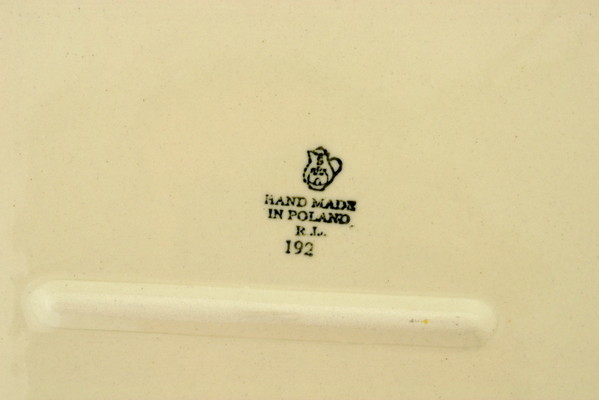 HAND MADE
IN POLAND
R.L.
192